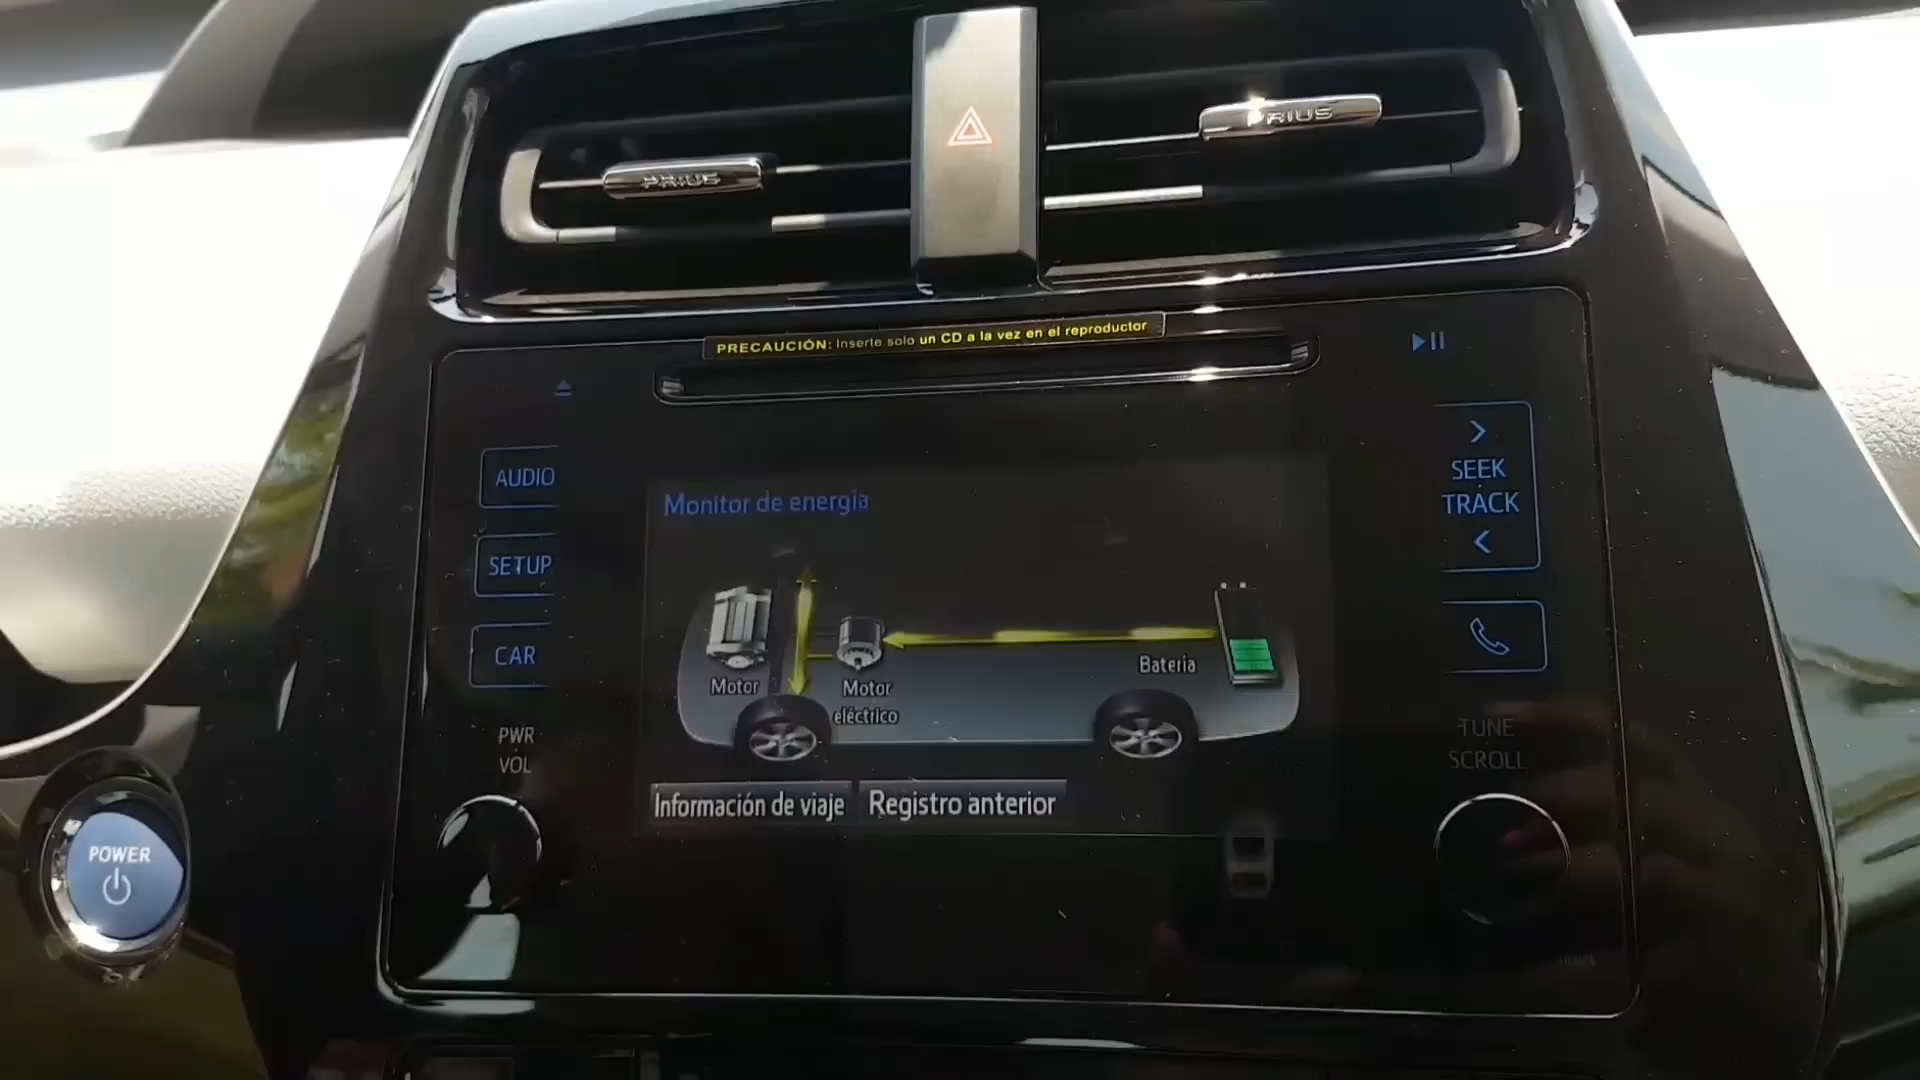 PRIUS
PRIUS
PRECAUCIÓN: Inserte solo un CD a la vez en el reproductor
AUDIO
SETUP
CAR
PWR
VOL
POWER
Monitor de energía
Motor
Motor
eléctrico
Batería
Información de viaje
Registro anterior
SEEK
TRACK
TUNE
SCROLL